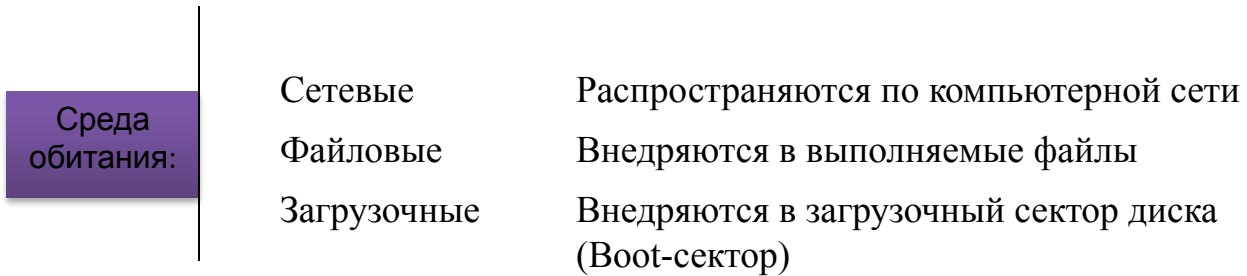 Среда
обитания:
Сетевые Распространяются по компьютерной сети
Файловые Внедряются в выполняемые файлы
Загрузочные Внедряются в загрузочный сектор диска
(Boot-сектор)